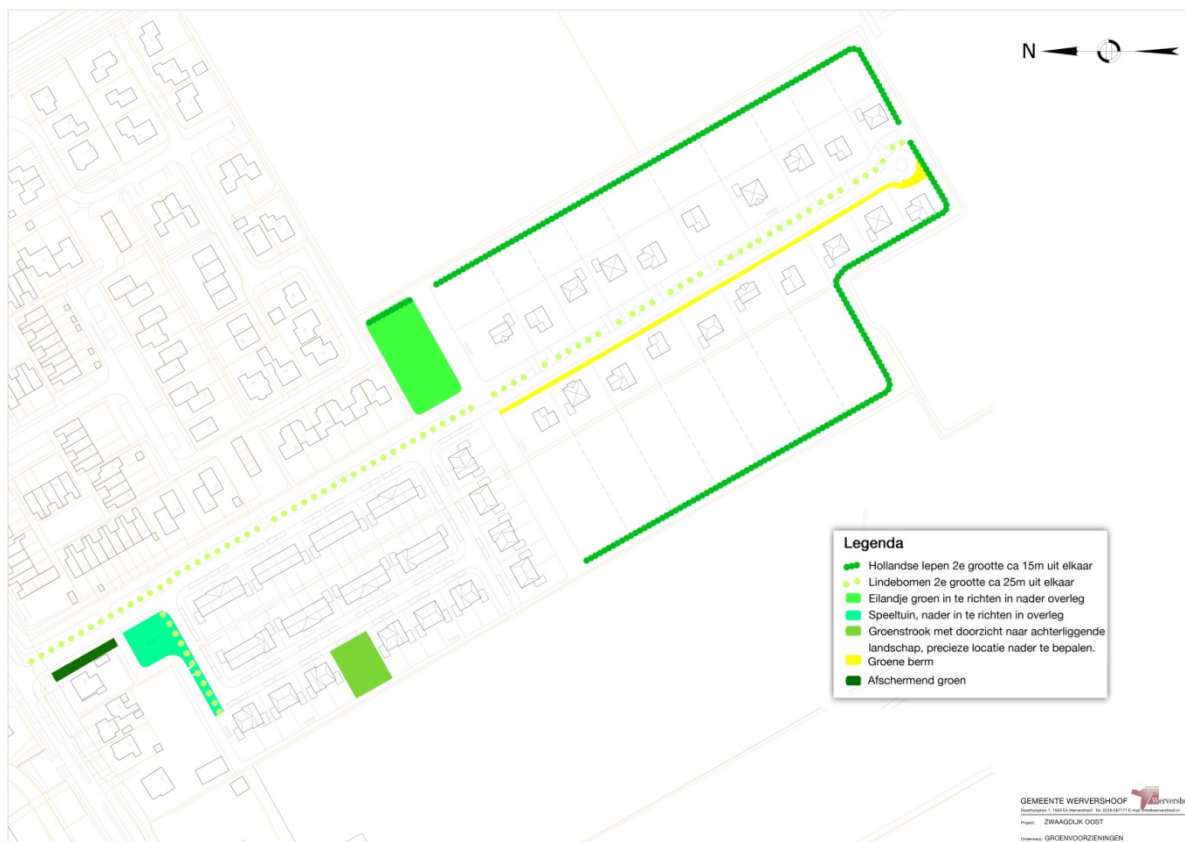 N
Legenda
Hollandse Iepen 2e grootte ca 15m uit elkaar
Lindebomen 2e grootte ca 25m uit elkaar
Eilandje groen in te richten in nader overleg
Speeltuin, nader in te richten in overleg
Groenstrook met doorzicht naar achterliggende
landschap, precieze locatie nader te bepalen.
Groene berm
Afschermend groen
GEMEENTE WERVERSHOOF
Project: ZWAAGDIJK OOST
Onderwerp: GROENVOORZIENINGEN